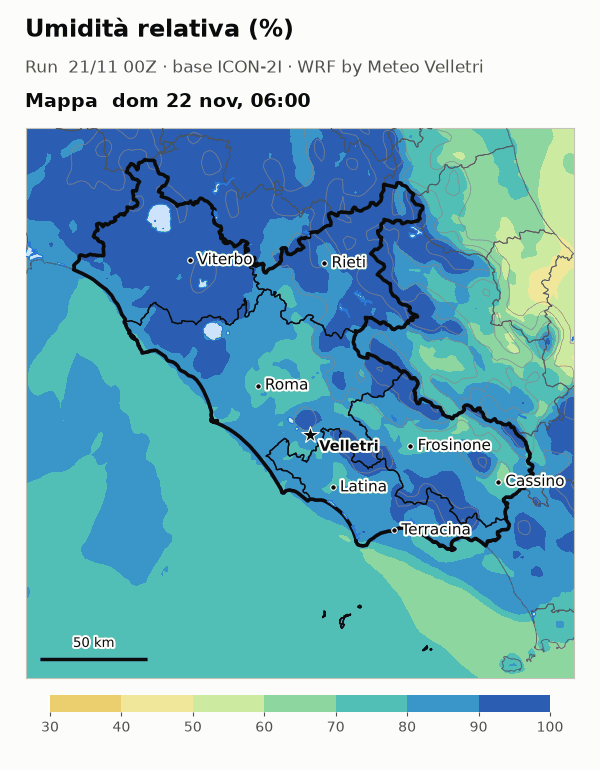 Umidità relativa (%)
Run  21/11 00Z · base ICON-2I · WRF by Meteo Velletri
Mappa  dom 22 nov, 06:00
Viterbo
Rieti
Roma
Velletri
Frosinone
Latina
Cassino
Terracina
50 km
30 40 50 60 70 80 90 100